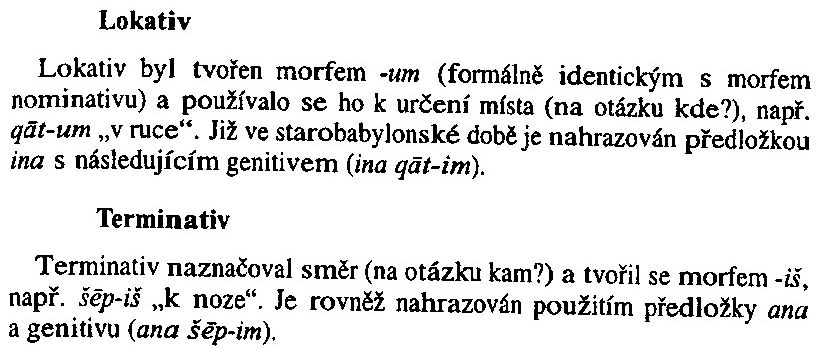 Lokativ
Lokativ byl tvořen morfem -um (formálně identickým s morfem
nominativu) a používalo se ho k určení místa (na otázku kde?), např.
qāt-um „v ruce“. Již ve starobabylonské době je nahrazován předložkou
ina s následujícím genitivem (ina qāt-im).
Terminativ
Terminativ naznačoval směr (na otázku kam?) a tvořil se morfem -iš,
např. šēp-iš „k noze“. Je rovněž nahrazován použitím předložky ana
a genitivu (ana šēp-im).